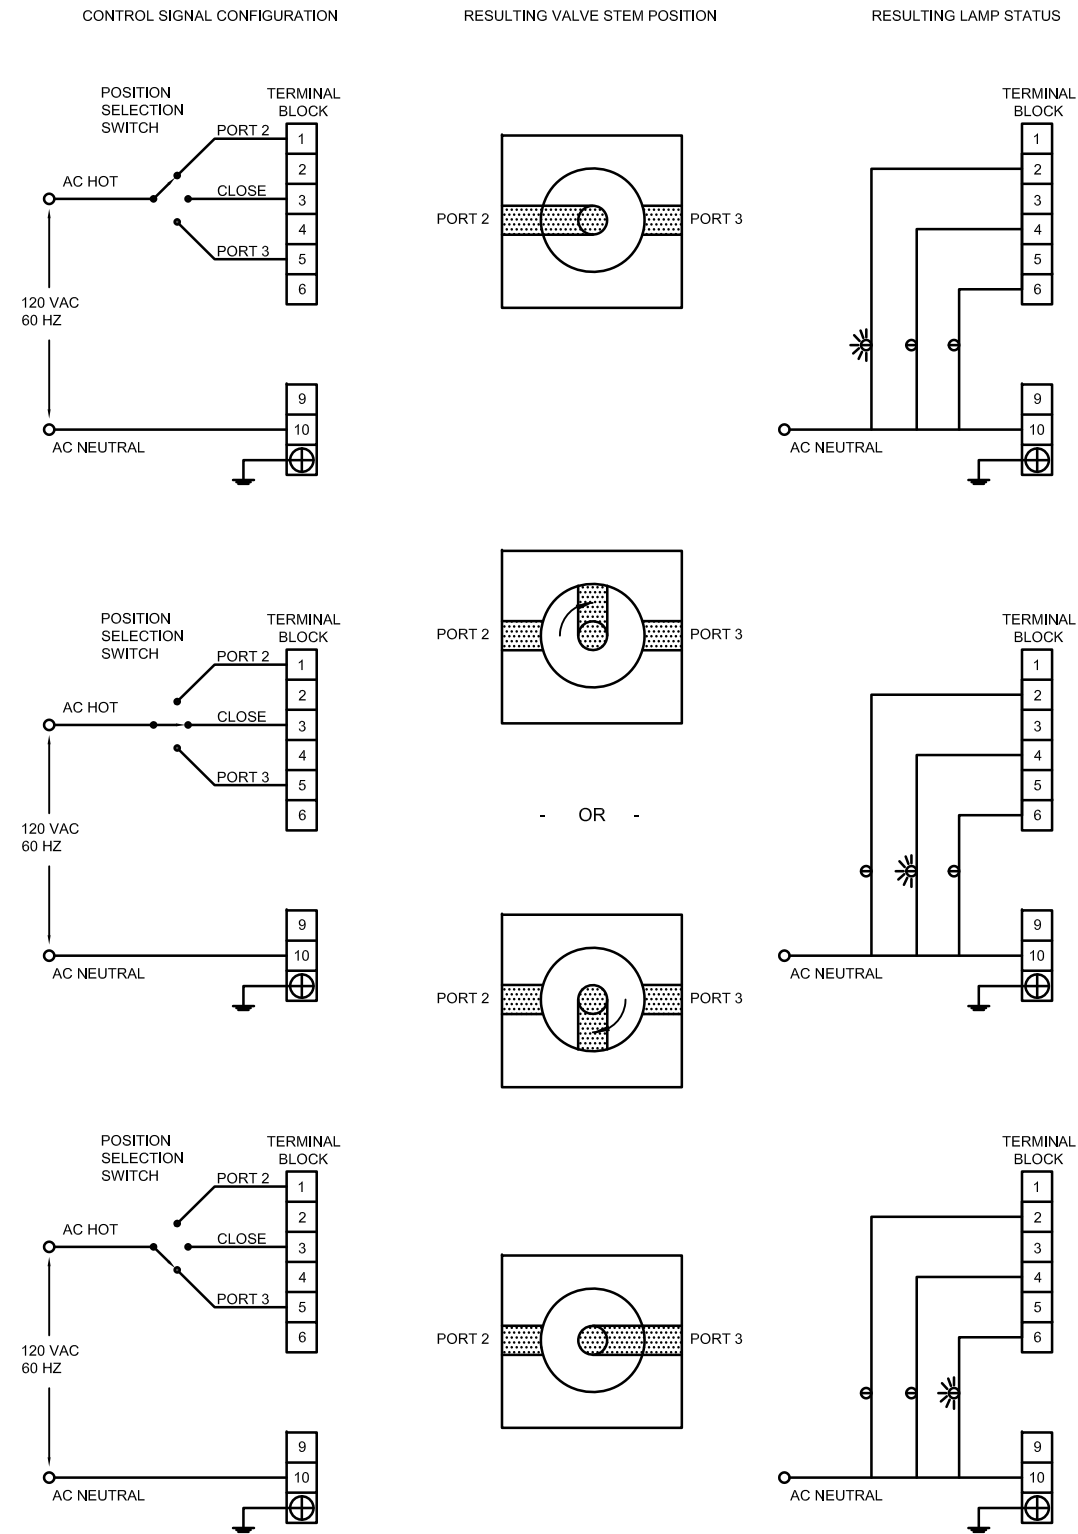 CONTROL SIGNAL CONFIGURATION
RESULTING VALVE STEM POSITION
RESULTING LAMP STATUS
POSITION
SELECTION
SWITCH
TERMINAL
BLOCK
PORT 2
AC HOT
CLOSE
PORT 3
120 VAC
60 HZ
AC NEUTRAL
1
2
3
4
5
6
9
10
PORT 2
PORT 3
TERMINAL
BLOCK
1
2
3
4
5
6
9
10
AC NEUTRAL
POSITION
SELECTION
SWITCH
TERMINAL
BLOCK
PORT 2
AC HOT
CLOSE
PORT 3
120 VAC
60 HZ
AC NEUTRAL
1
2
3
4
5
6
9
10
PORT 2
PORT 3
- OR -
PORT 2
PORT 3
TERMINAL
BLOCK
1
2
3
4
5
6
9
10
AC NEUTRAL
POSITION
SELECTION
SWITCH
TERMINAL
BLOCK
PORT 2
AC HOT
CLOSE
PORT 3
120 VAC
60 HZ
AC NEUTRAL
1
2
3
4
5
6
9
10
PORT 2
PORT 3
TERMINAL
BLOCK
1
2
3
4
5
6
9
10
AC NEUTRAL